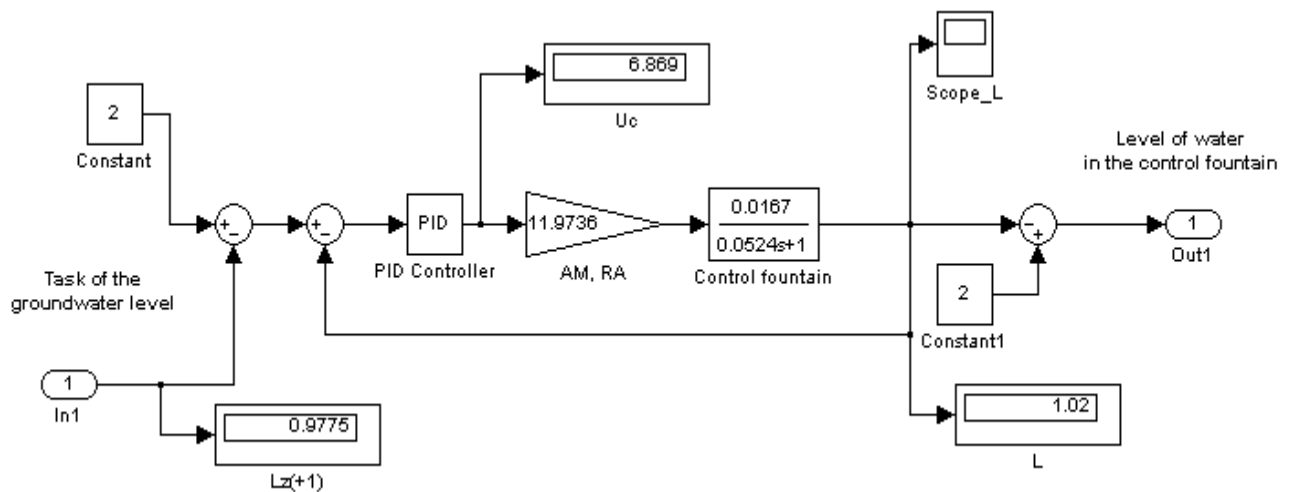 6.869
Uc
Scope_L
2
Constant
Level of water
in the control fountain
+
−
+
−
PID
PID Controller
11.9736
AM, RA
0.0167
0.0524s+1
Control fountain
−
+
1
Out1
Task of the
groundwater level
2
Constant1
1
In1
0.9775
Lz(+1)
1.02
L